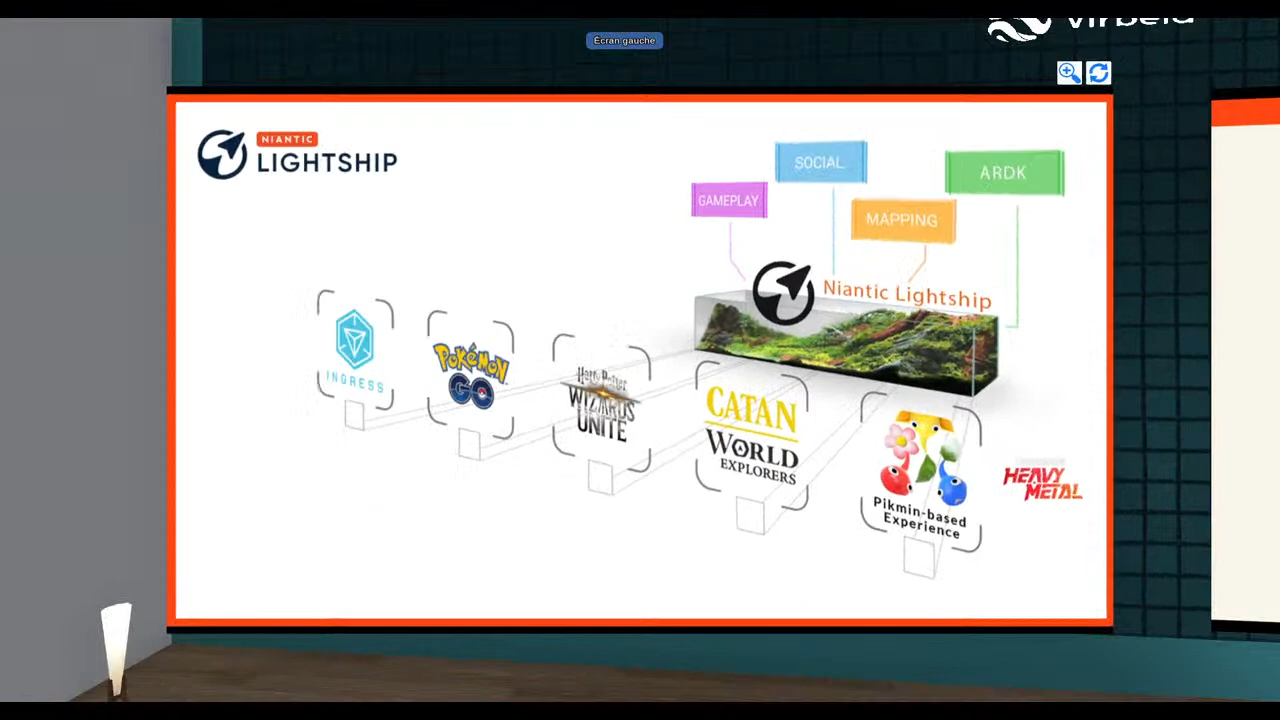 Écran gauche
NIANTIC
LIGHTSHIP
SOCIAL
ARDK
GAMEPLAY
MAPPING
Niantic Lightship
INGRESS
POKÉMON
GO
Harry Potter
WIZARDS
UNITE
CATAN
WORLD
EXPLORERS
Pikmin-based
Experience
HEAVY
METAL